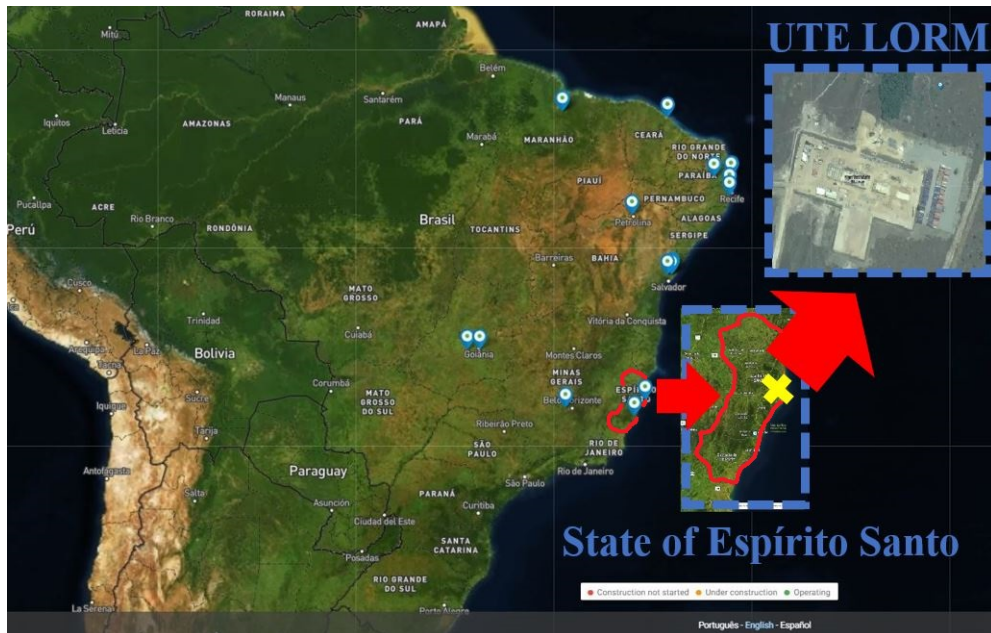 RORAIMA
AMAPÁ
UTE LORM
Mitú
Belém
Iquitos
Leticia
Manaus
Santarém
AMAZONAS
PARÁ
Marabá
MARANHÃO
CEARÁ
RIO GRANDE
DO NORTE
PARAÍBA
PIAUÍ
Pucallpa
ACRE
Rio Branco
RONDÔNIA
Brasil
TOCANTINS
PERNAMBUCO
Recife
Petrolina
ALAGOAS
SERGIPE
Perú
Barreiras
BAHIA
Salvador
Cusco
MATO
GROSSO
Trinidad
Cuiabá
Vitória da Conquista
Arequipa
La Paz
Tacna
Bolivia
Goiânia
Montes Claros
MINAS
GERAIS
Iquique
Sucre
Corumbá
MATO
GROSSO
DO SUL
Belo Horizonte
Tarija
Ribeirão Preto
SÃO
PAULO
RIO DE
JANEIRO
Rio de Janeiro
Antofagasta
Paraguay
São Paulo
Salta
Asunción
PARANÁ
Ciudad del Este
Curitiba
State of Espírito Santo
Posadas
SANTA
CATARINA
RIO GRANDE
DO SUL
La Serena
Porto Alegre
Construction not started Under construction Operating
Português - English - Español